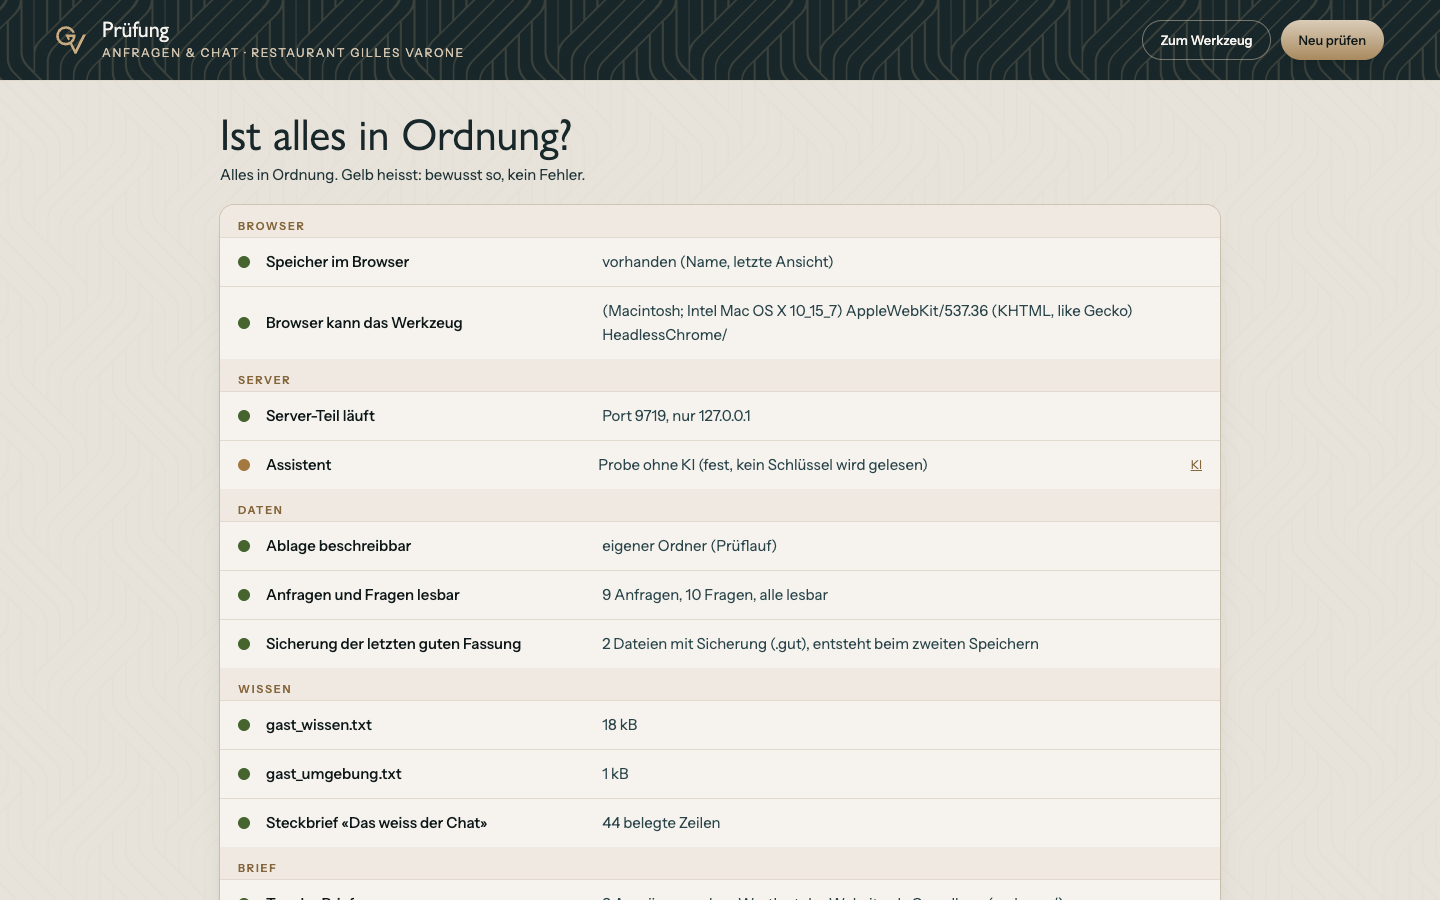 GV
Prüfung
ANFRAGEN & CHAT · RESTAURANT GILLES VARONE
Zum Werkzeug
Neu prüfen
Ist alles in Ordnung?
Alles in Ordnung. Gelb heisst: bewusst so, kein Fehler.
BROWSER
Speicher im Browser
vorhanden (Name, letzte Ansicht)
Browser kann das Werkzeug
(Macintosh; Intel Mac OS X 10_15_7) AppleWebKit/537.36 (KHTML, like Gecko)
HeadlessChrome/
SERVER
Server-Teil läuft
Port 9719, nur 127.0.0.1
Assistent
Probe ohne KI (fest, kein Schlüssel wird gelesen)
KI
DATEN
Ablage beschreibbar
eigener Ordner (Prüflauf)
Anfragen und Fragen lesbar
9 Anfragen, 10 Fragen, alle lesbar
Sicherung der letzten guten Fassung
2 Dateien mit Sicherung (.gut), entsteht beim zweiten Speichern
WISSEN
gast_wissen.txt
18 kB
gast_umgebung.txt
1 kB
Steckbrief «Das weiss der Chat»
44 belegte Zeilen
BRIEF